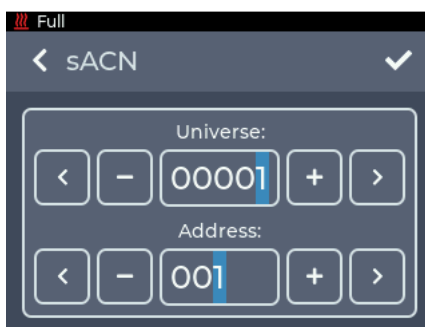 Full
sACN
Universe:
< − 00001 + >
Address:
< − 001 + >